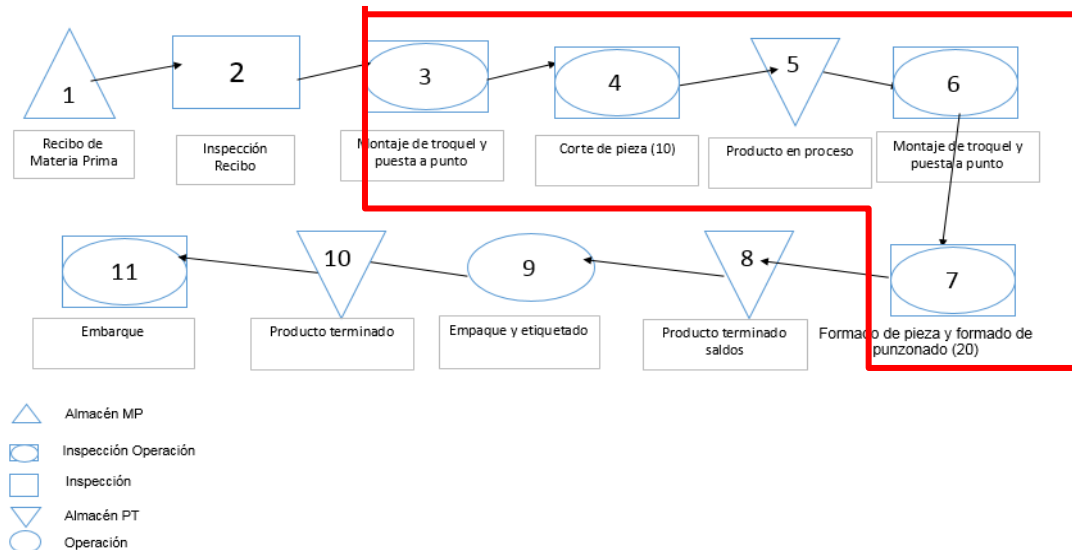 1
2
3
4
5
6
Recibo de
Materia Prima
Inspección
Recibo
Montaje de troquel y
puesta a punto
Corte de pieza (10)
Producto en proceso
Montaje de troquel y
puesta a punto
11
10
9
8
7
Embarque
Producto terminado
Empaque y etiquetado
Producto terminado
saldos
Formado de pieza y formado de
punzonado (20)
Almacén MP
Inspección Operación
Inspección
Almacén PT
Operación